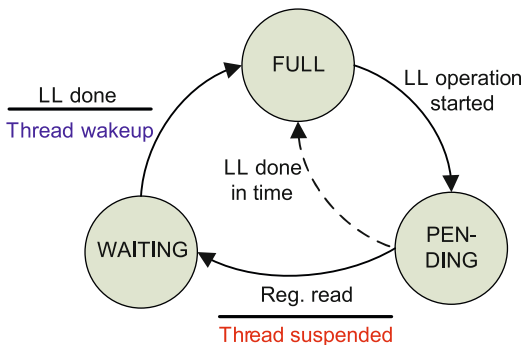 FULL
LL operation
started
LL done
Thread wakeup
LL done
in time
WAITING
PEN-
DING
Reg. read
Thread suspended